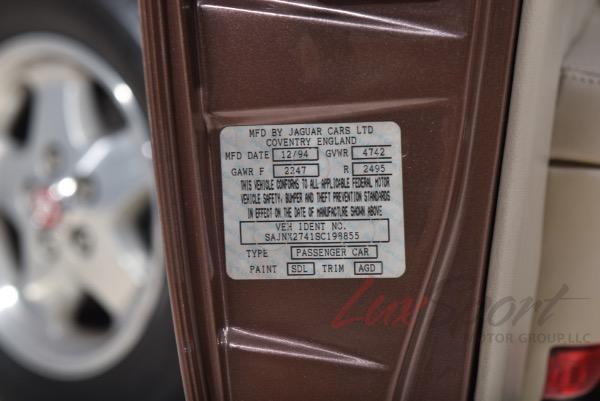 MFD BY JAGUAR CARS LTD
COVENTRY ENGLAND
MFD DATE 12/94 GVWR 4742
GAWR F 2247 R 2495
THIS VEHICLE CONFORMS TO ALL APPLICABLE FEDERAL MOTOR
VEHICLE SAFETY, BUMPER AND THEFT PREVENTION STANDARDS
IN EFFECT ON THE DATE OF MANUFACTURE SHOWN ABOVE
VEH IDENT NO.
SAJNX2741SC198855
TYPE PASSENGER CAR
PAINT SDL TRIM AGD
LuxSport
MOTOR GROUP, LLC